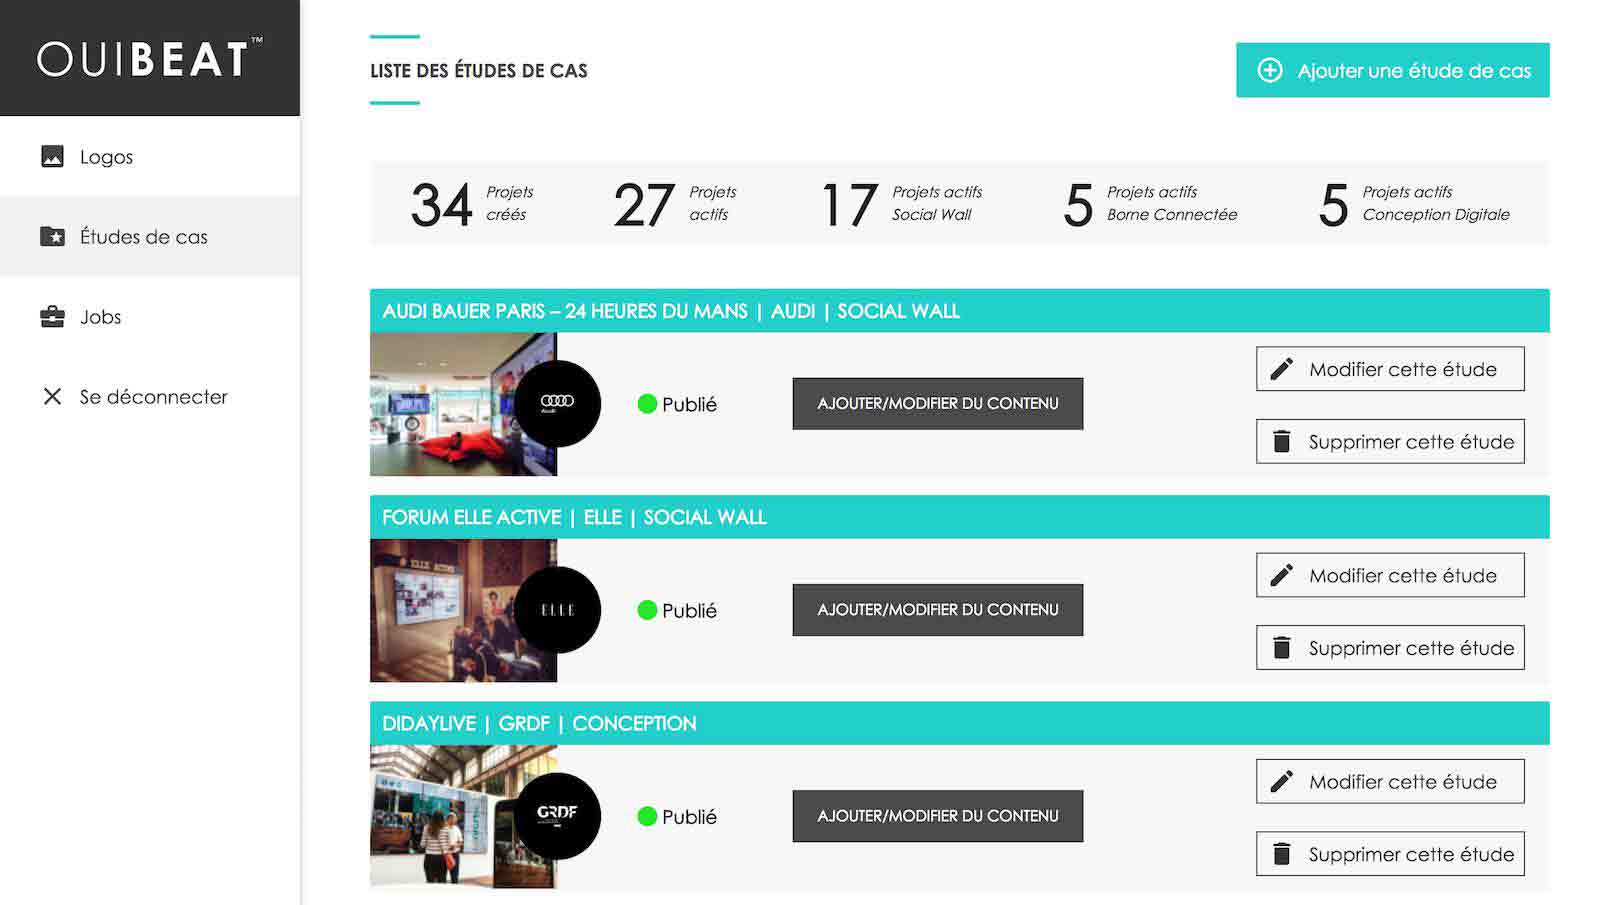 OUIBEAT™
Logos
Études de cas
Jobs
Se déconnecter
LISTE DES ÉTUDES DE CAS
Ajouter une étude de cas
34 Projets créés
27 Projets actifs
17 Projets actifs Social Wall
5 Projets actifs Borne Connectée
5 Projets actifs Conception Digitale
AUDI BAUER PARIS – 24 HEURES DU MANS | AUDI | SOCIAL WALL
Audi
Publié
AJOUTER/MODIFIER DU CONTENU
Modifier cette étude
Supprimer cette étude
FORUM ELLE ACTIVE | ELLE | SOCIAL WALL
ELLE ACTIVE
ELLE
Publié
AJOUTER/MODIFIER DU CONTENU
Modifier cette étude
Supprimer cette étude
DIDAYLIVE | GRDF | CONCEPTION
GRDF
Publié
AJOUTER/MODIFIER DU CONTENU
Modifier cette étude
Supprimer cette étude